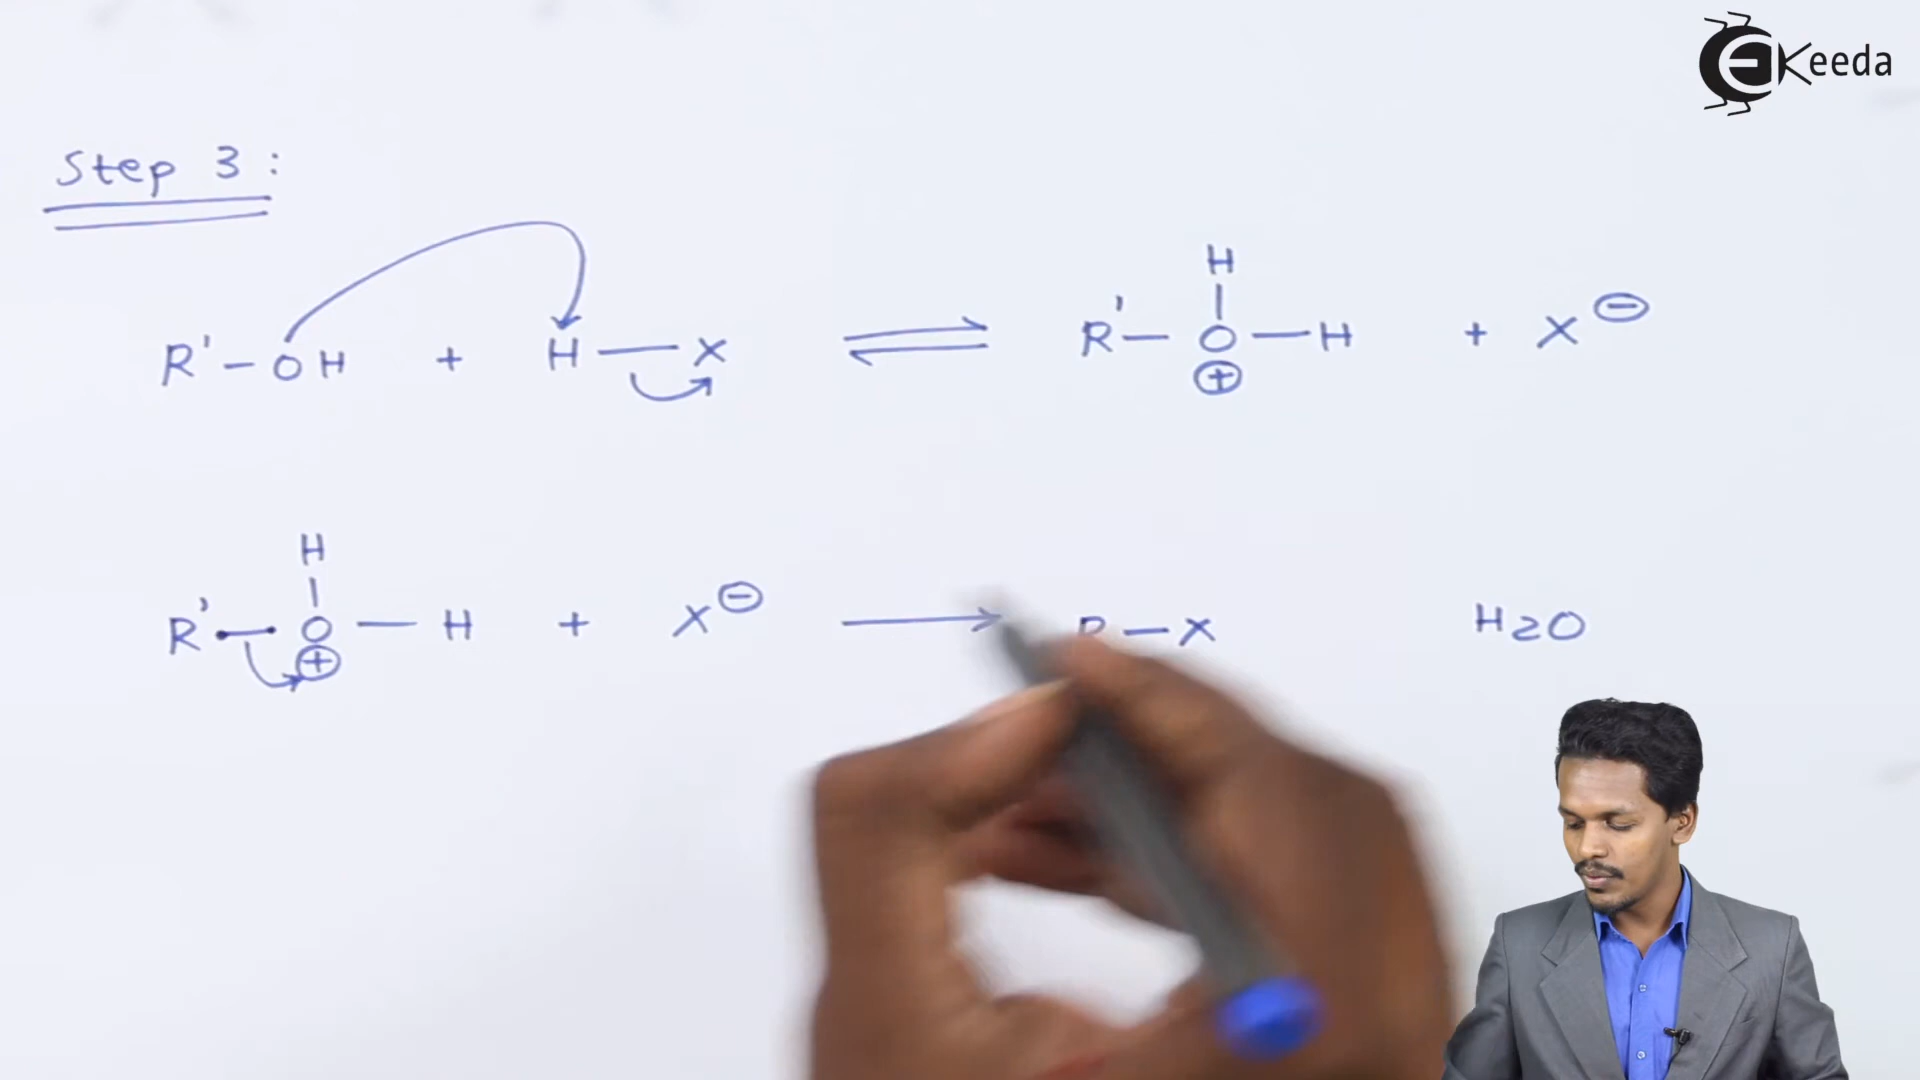 Keeda
Step 3 :
H
R' - OH + H — X ⇌ R' — O — H + X ⊖
⊕
H
R' — O — H + X ⊖ → R — X H2O
⊕